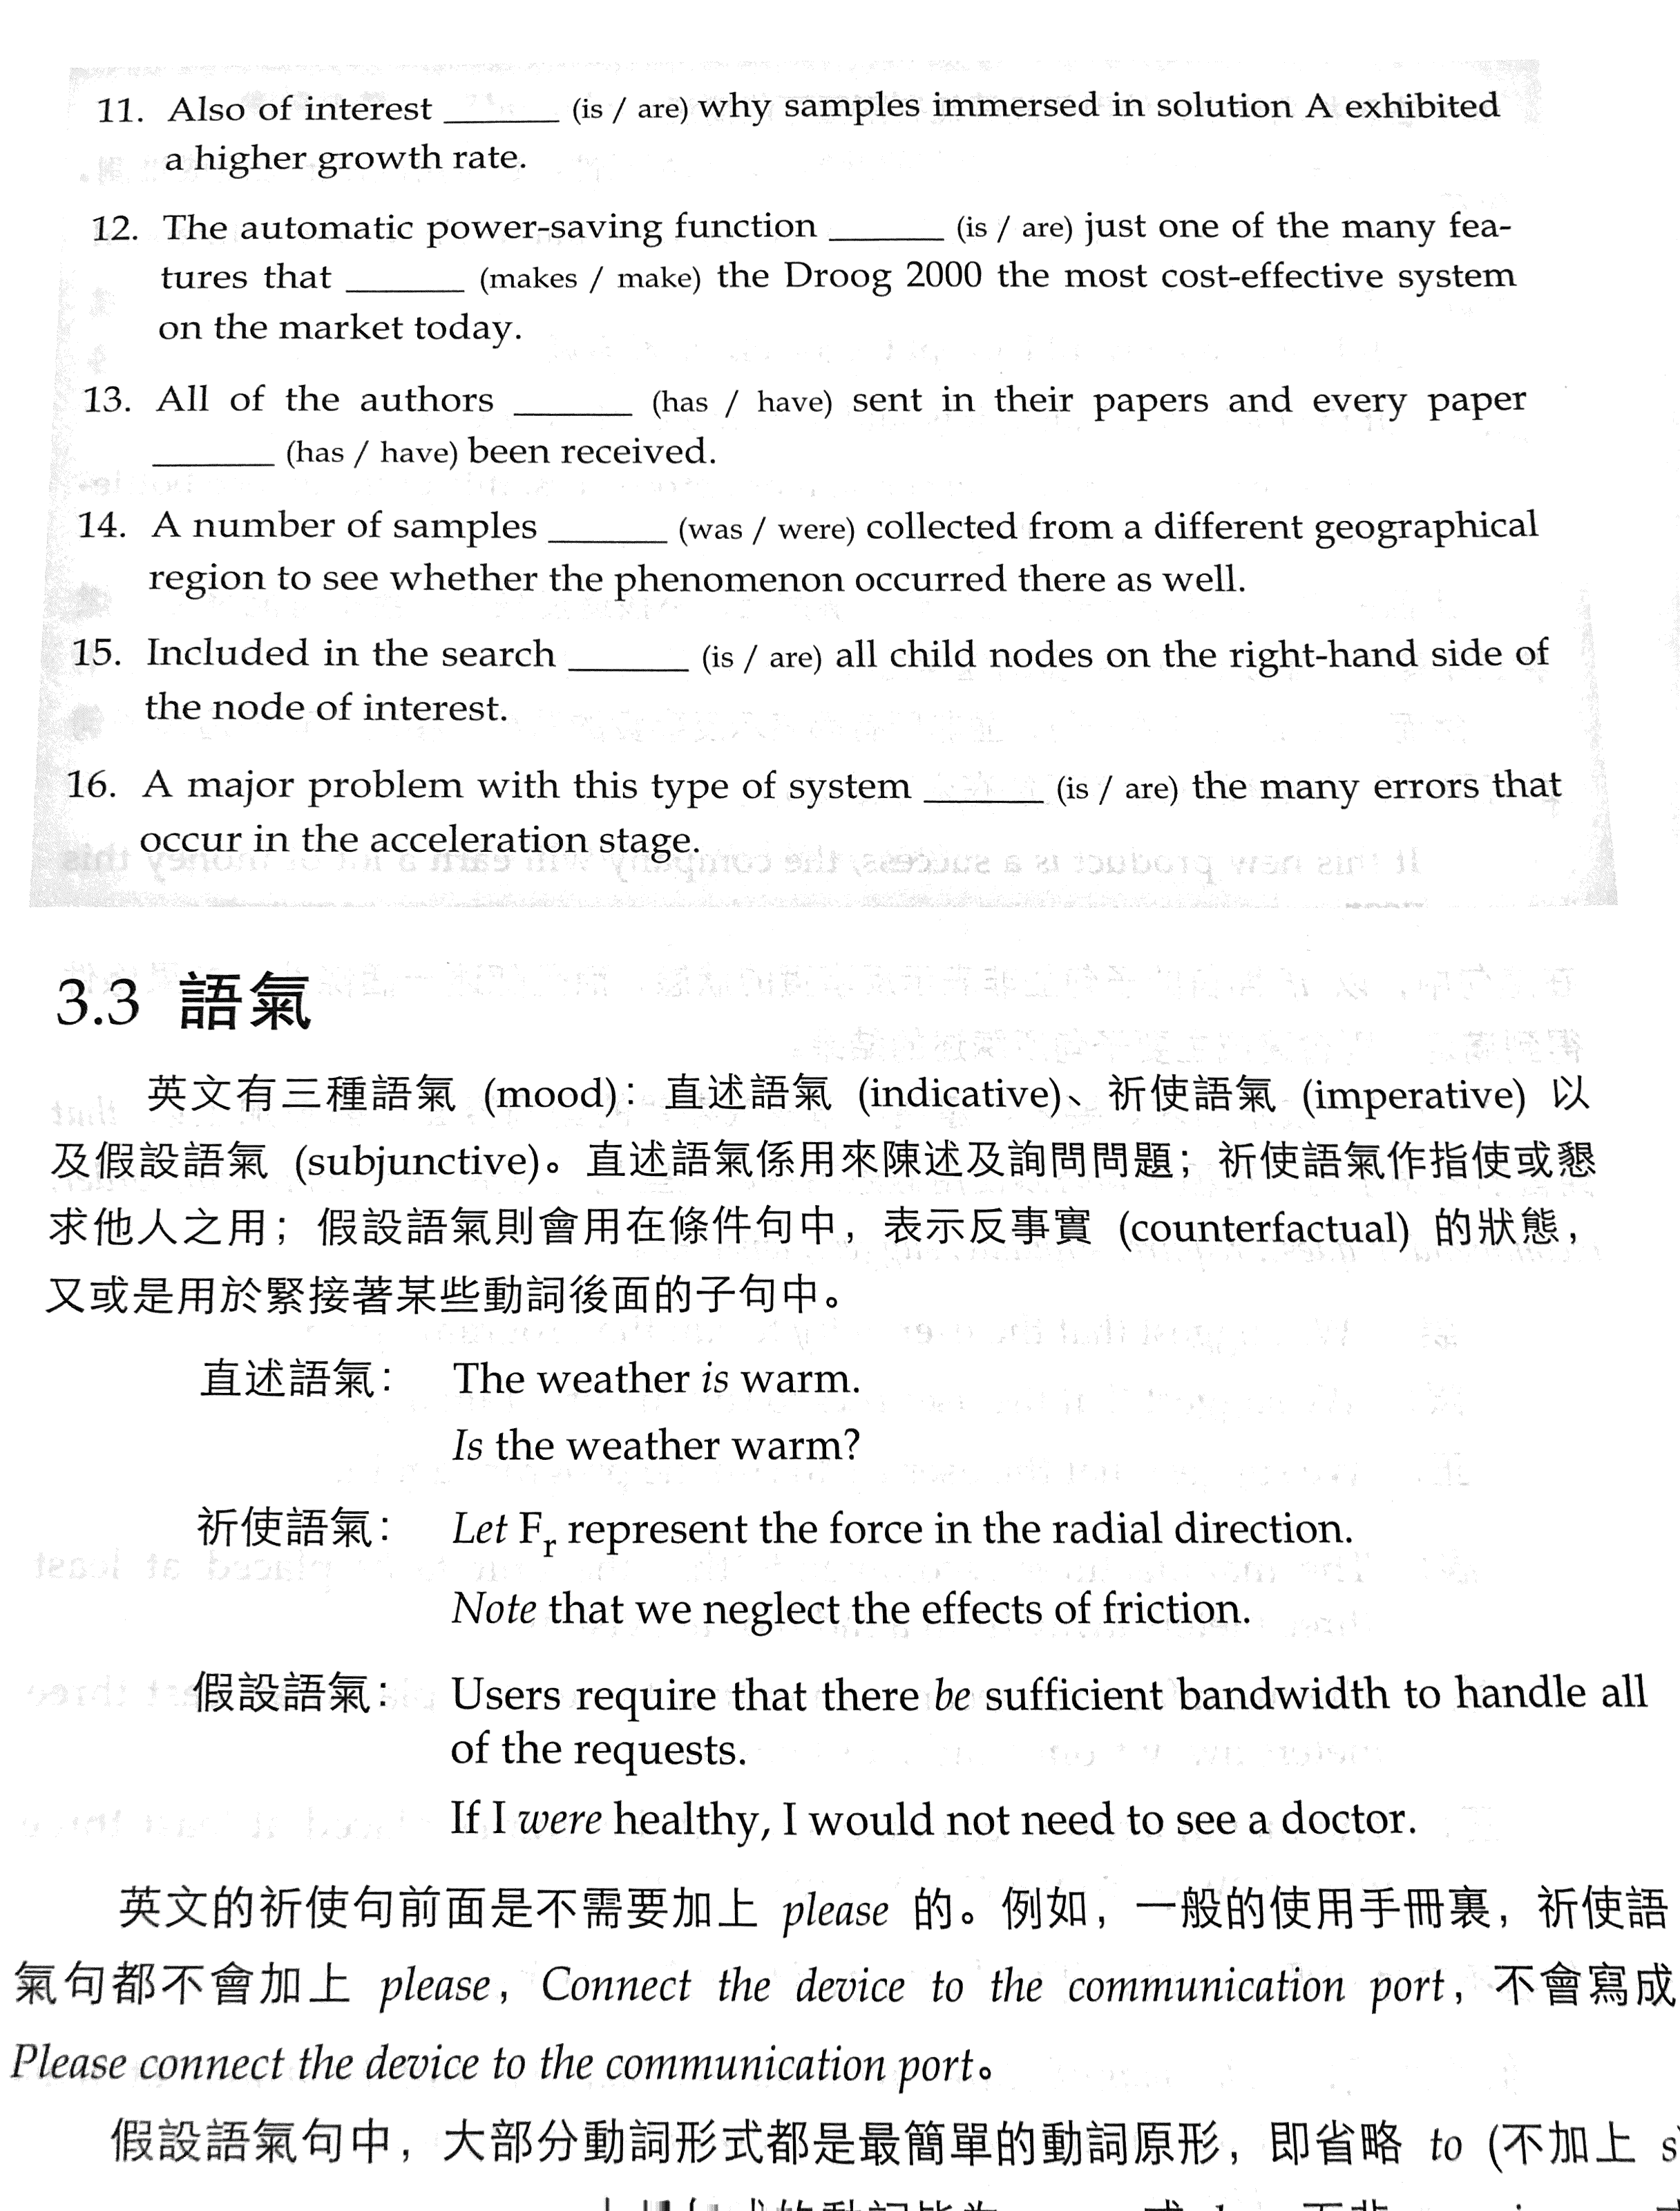 11. Also of interest ______ (is / are) why samples immersed in solution A exhibited
a higher growth rate.
12. The automatic power-saving function ______ (is / are) just one of the many fea-
tures that ______ (makes / make) the Droog 2000 the most cost-effective system
on the market today.
13. All of the authors ______ (has / have) sent in their papers and every paper
______ (has / have) been received.
14. A number of samples ______ (was / were) collected from a different geographical
region to see whether the phenomenon occurred there as well.
15. Included in the search ______ (is / are) all child nodes on the right-hand side of
the node of interest.
16. A major problem with this type of system ______ (is / are) the many errors that
occur in the acceleration stage.
3.3 語氣
英文有三種語氣 (mood)：直述語氣 (indicative)、祈使語氣 (imperative) 以
及假設語氣 (subjunctive)。直述語氣係用來陳述及詢問問題；祈使語氣作指使或懇
求他人之用；假設語氣則會用在條件句中，表示反事實 (counterfactual) 的狀態，
又或是用於緊接著某些動詞後面的子句中。
直述語氣： The weather is warm.
Is the weather warm?
祈使語氣： Let Fr represent the force in the radial direction.
Note that we neglect the effects of friction.
假設語氣： Users require that there be sufficient bandwidth to handle all
of the requests.
If I were healthy, I would not need to see a doctor.
英文的祈使句前面是不需要加上 please 的。例如，一般的使用手冊裏，祈使語
氣句都不會加上 please，Connect the device to the communication port，不會寫成
Please connect the device to the communication port。
假設語氣句中，大部分動詞形式都是最簡單的動詞原形，即省略 to (不加上 s